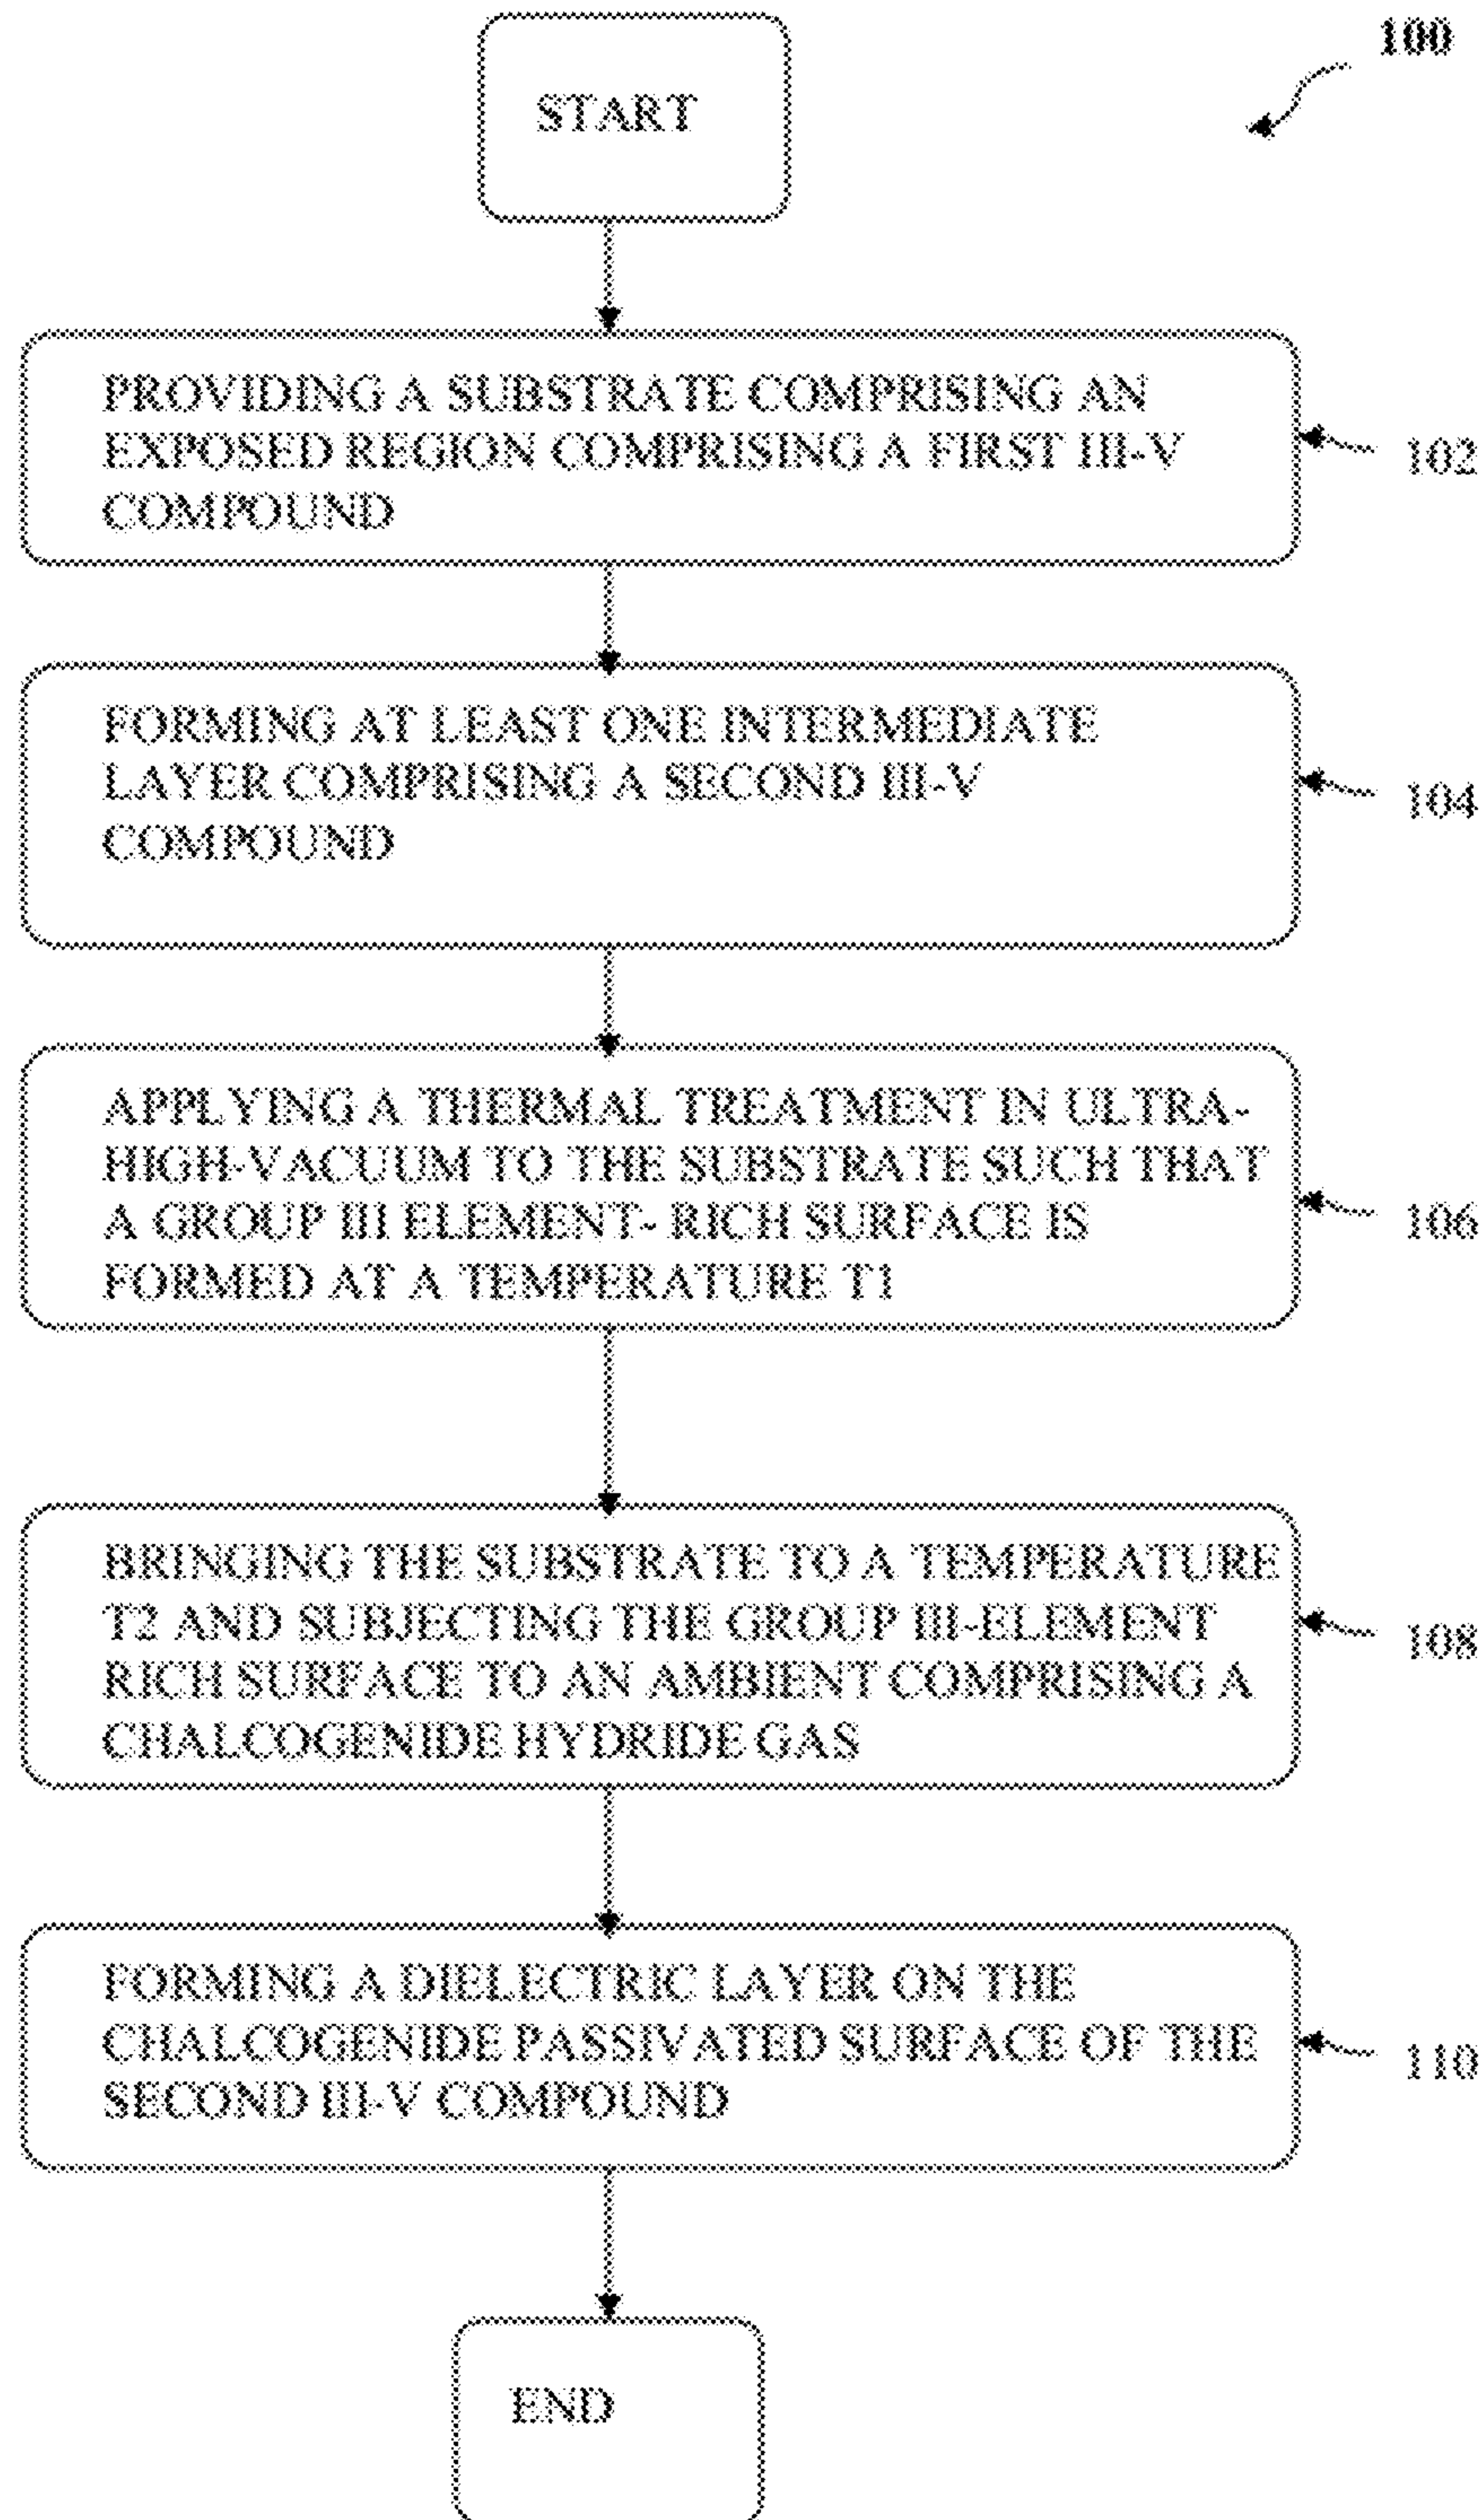 100
START
PROVIDING A SUBSTRATE COMPRISING AN
EXPOSED REGION COMPRISING A FIRST III-V
COMPOUND
102
FORMING AT LEAST ONE INTERMEDIATE
LAYER COMPRISING A SECOND III-V
COMPOUND
104
APPLYING A THERMAL TREATMENT IN ULTRA-
HIGH-VACUUM TO THE SUBSTRATE SUCH THAT
A GROUP III ELEMENT- RICH SURFACE IS
FORMED AT A TEMPERATURE T1
106
BRINGING THE SUBSTRATE TO A TEMPERATURE
T2 AND SUBJECTING THE GROUP III-ELEMENT
RICH SURFACE TO AN AMBIENT COMPRISING A
CHALCOGENIDE HYDRIDE GAS
108
FORMING A DIELECTRIC LAYER ON THE
CHALCOGENIDE PASSIVATED SURFACE OF THE
SECOND III-V COMPOUND
110
END